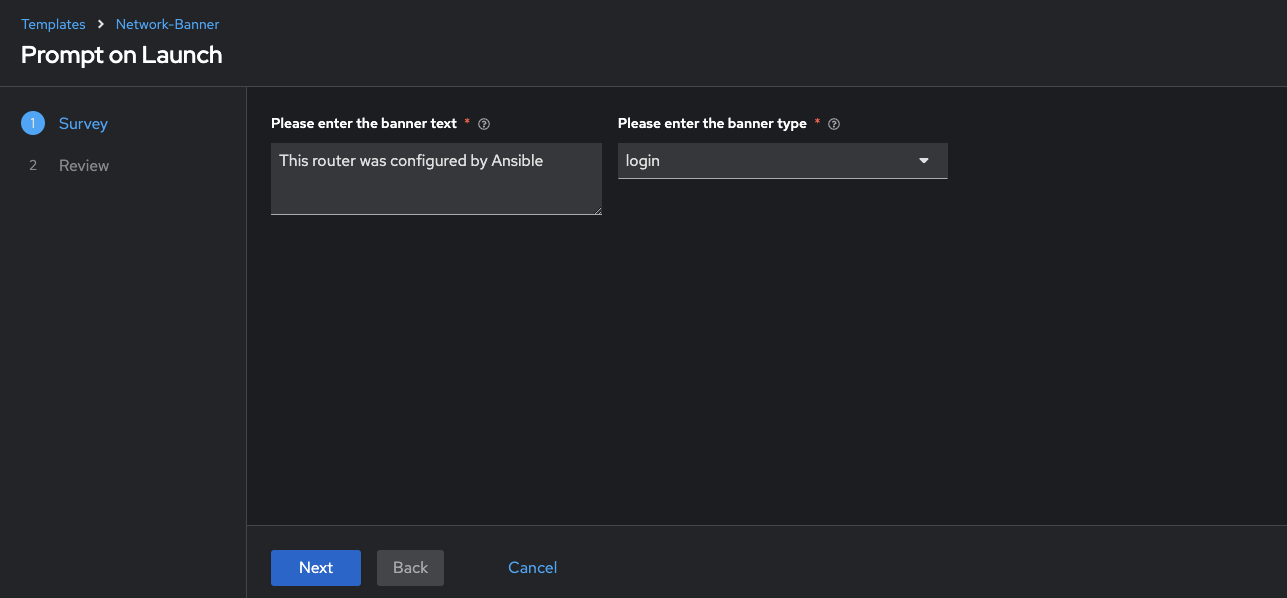 Templates > Network-Banner
Prompt on Launch
1 Survey
2 Review
Please enter the banner text *
This router was configured by Ansible
Please enter the banner type *
login
Next Back Cancel